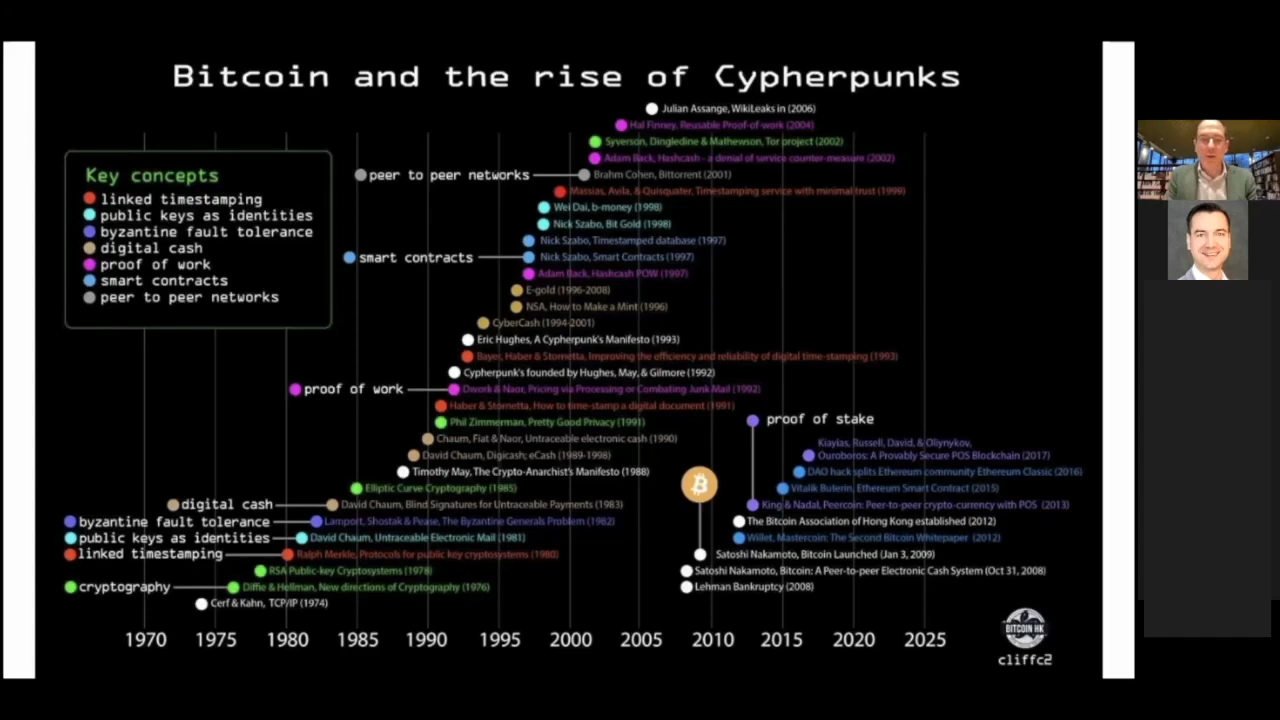 Bitcoin and the rise of Cypherpunks
Julian Assange, WikiLeaks in (2006)
Hal Finney, Reusable Proof-of-work (2004)
Syverson, Dingledine & Mathewson, Tor project (2002)
Adam Back, Hashcash - a denial of service counter-measure (2002)
peer to peer networks
Brahm Cohen, Bittorrent (2001)
Massias, Avila, & Quisquater, Timestamping service with minimal trust (1999)
Wei Dai, b-money (1998)
Nick Szabo, Bit Gold (1998)
Nick Szabo, Timestamped database (1997)
smart contracts
Nick Szabo, Smart Contracts (1997)
Adam Back, Hashcash POW (1997)
E-gold (1996-2008)
NSA, How to Make a Mint (1996)
CyberCash (1994-2001)
Eric Hughes, A Cypherpunk's Manifesto (1993)
Bayer, Haber & Stornetta, Improving the efficiency and reliability of digital time-stamping (1993)
Cypherpunk's founded by Hughes, May, & Gilmore (1992)
proof of work
Dwork & Naor, Pricing via Processing or Combating Junk Mail (1992)
Haber & Stornetta, How to time-stamp a digital document (1991)
Phil Zimmerman, Pretty Good Privacy (1991)
Chaum, Fiat & Naor, Untraceable electronic cash (1990)
David Chaum, Digicash; eCash (1989-1998)
Timothy May, The Crypto-Anarchist's Manifesto (1988)
Elliptic Curve Cryptography (1985)
digital cash
David Chaum, Blind Signatures for Untraceable Payments (1983)
byzantine fault tolerance
Lamport, Shostak & Pease, The Byzantine Generals Problem (1982)
public keys as identities
David Chaum, Untraceable Electronic Mail (1981)
linked timestamping
Ralph Merkle, Protocols for public key cryptosystems (1980)
RSA Public-key Cryptosystems (1978)
cryptography
Diffie & Hellman, New directions of Cryptography (1976)
Cerf & Kahn, TCP/IP (1974)
Key concepts
linked timestamping
public keys as identities
byzantine fault tolerance
digital cash
proof of work
smart contracts
peer to peer networks
proof of stake
Kiayias, Russell, David, & Oliynykov,
Ouroboros: A Provably Secure POS Blockchain (2017)
DAO hack splits Ethereum community Ethereum Classic (2016)
Vitalik Buterin, Ethereum Smart Contract (2015)
King & Nadal, Peercoin: Peer-to-peer crypto-currency with POS (2013)
The Bitcoin Association of Hong Kong established (2012)
Willet, Mastercoin: The Second Bitcoin Whitepaper (2012)
Satoshi Nakamoto, Bitcoin Launched (Jan 3, 2009)
Satoshi Nakamoto, Bitcoin: A Peer-to-peer Electronic Cash System (Oct 31, 2008)
Lehman Bankruptcy (2008)
1970 1975 1980 1985 1990 1995 2000 2005 2010 2015 2020 2025
BITCOIN HK
cliffc2